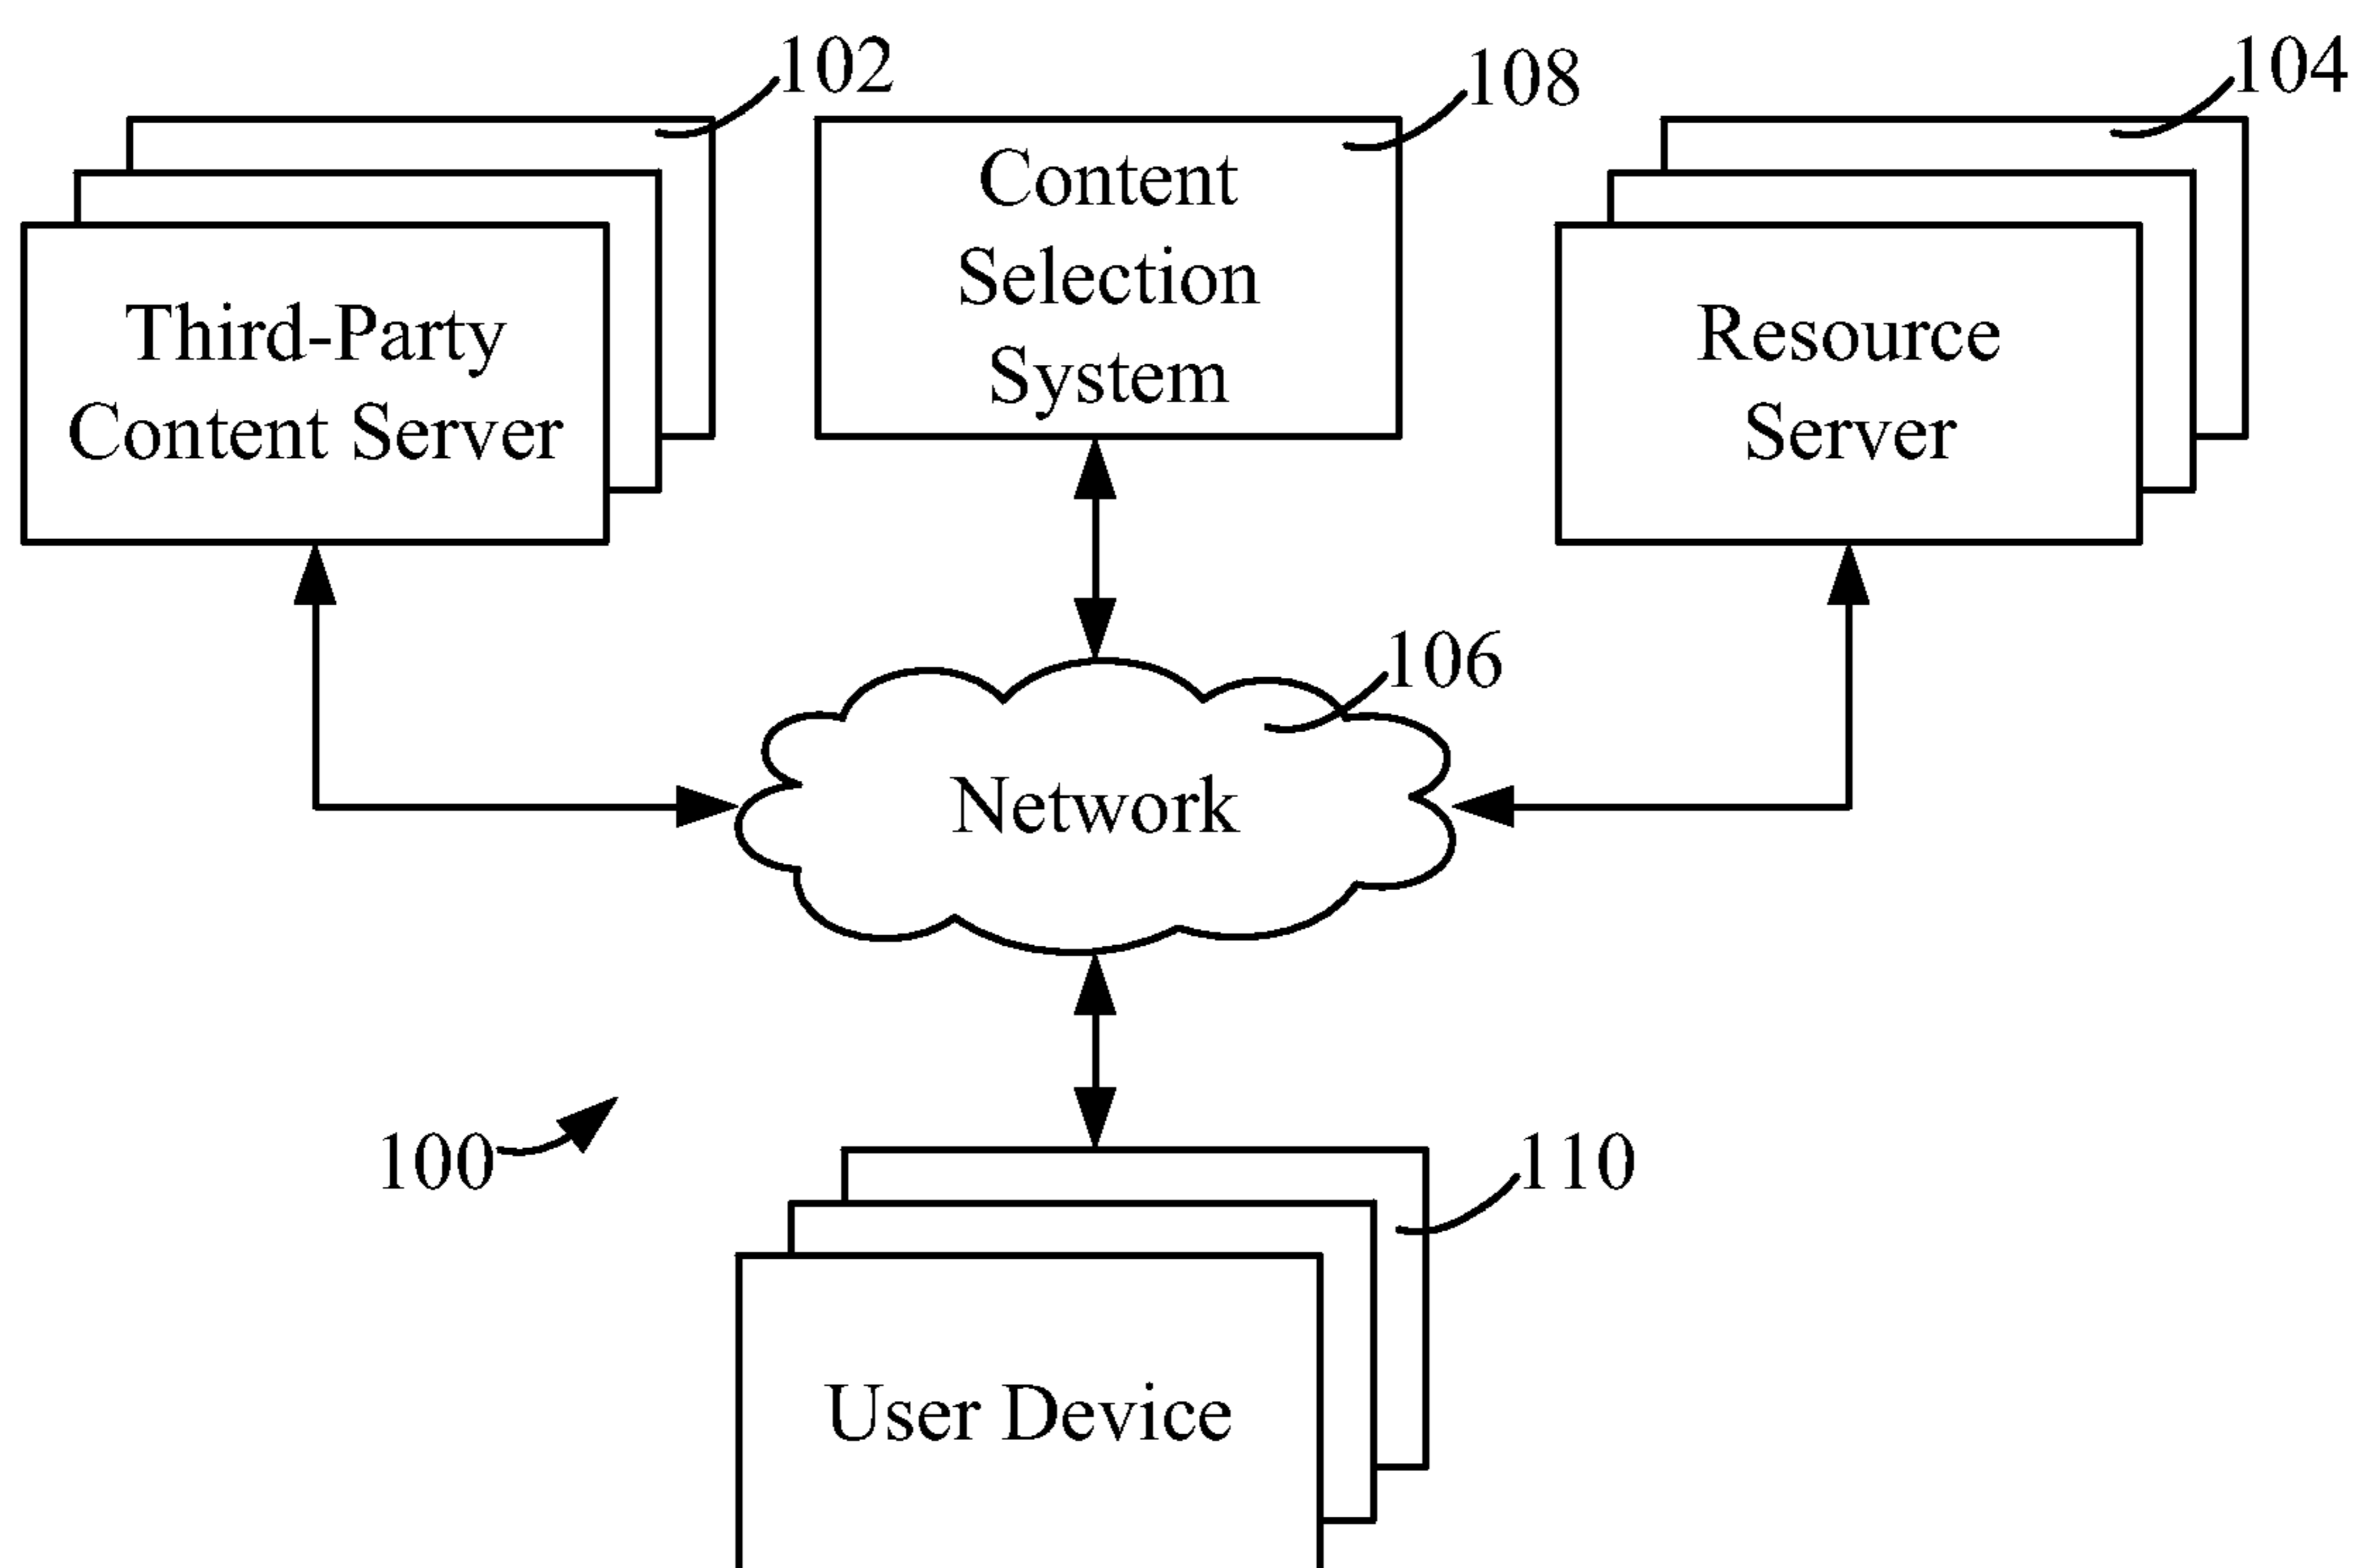 102
108
104
Third-Party
Content Server
Content
Selection
System
Resource
Server
106
Network
100
110
User Device